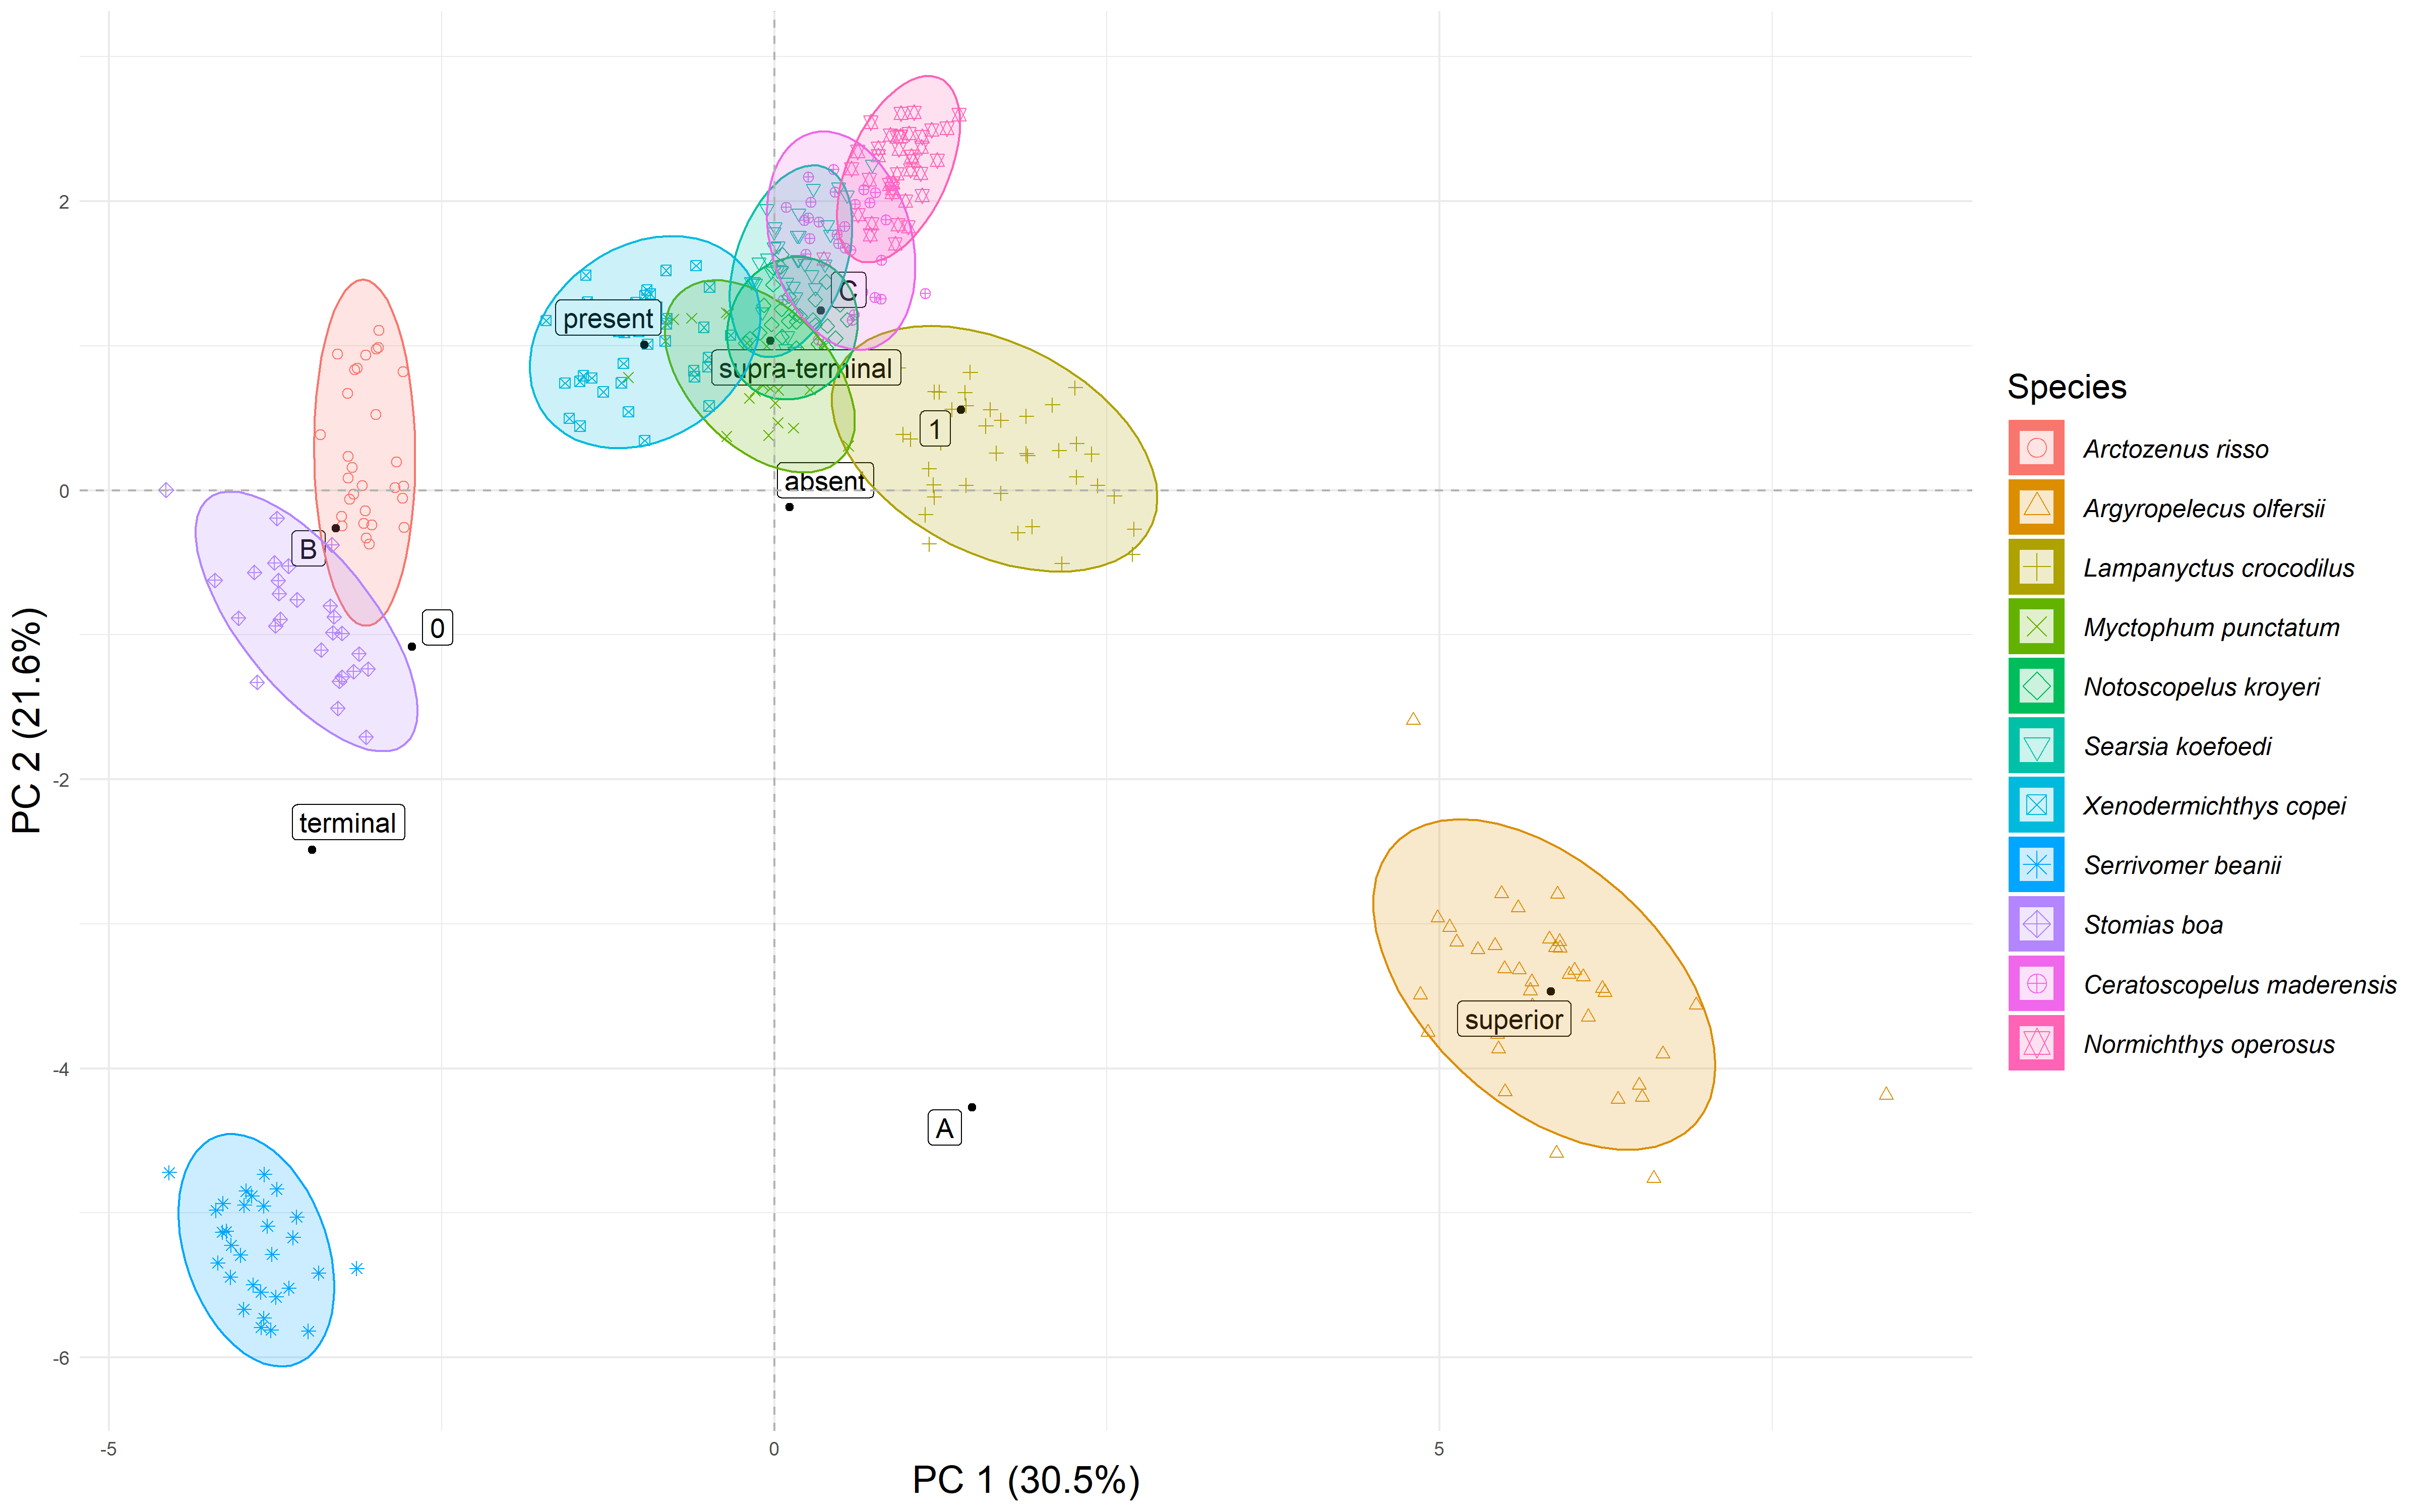 2
0
-2
-4
-6
-5
0
5
PC 2 (21.6%)
PC 1 (30.5%)
present
C
supra-terminal
1
absent
B
0
terminal
superior
A
Species
Arctozenus risso
Argyropelecus olfersii
Lampanyctus crocodilus
Myctophum punctatum
Notoscopelus kroyeri
Searsia koefoedi
Xenodermichthys copei
Serrivomer beanii
Stomias boa
Ceratoscopelus maderensis
Normichthys operosus